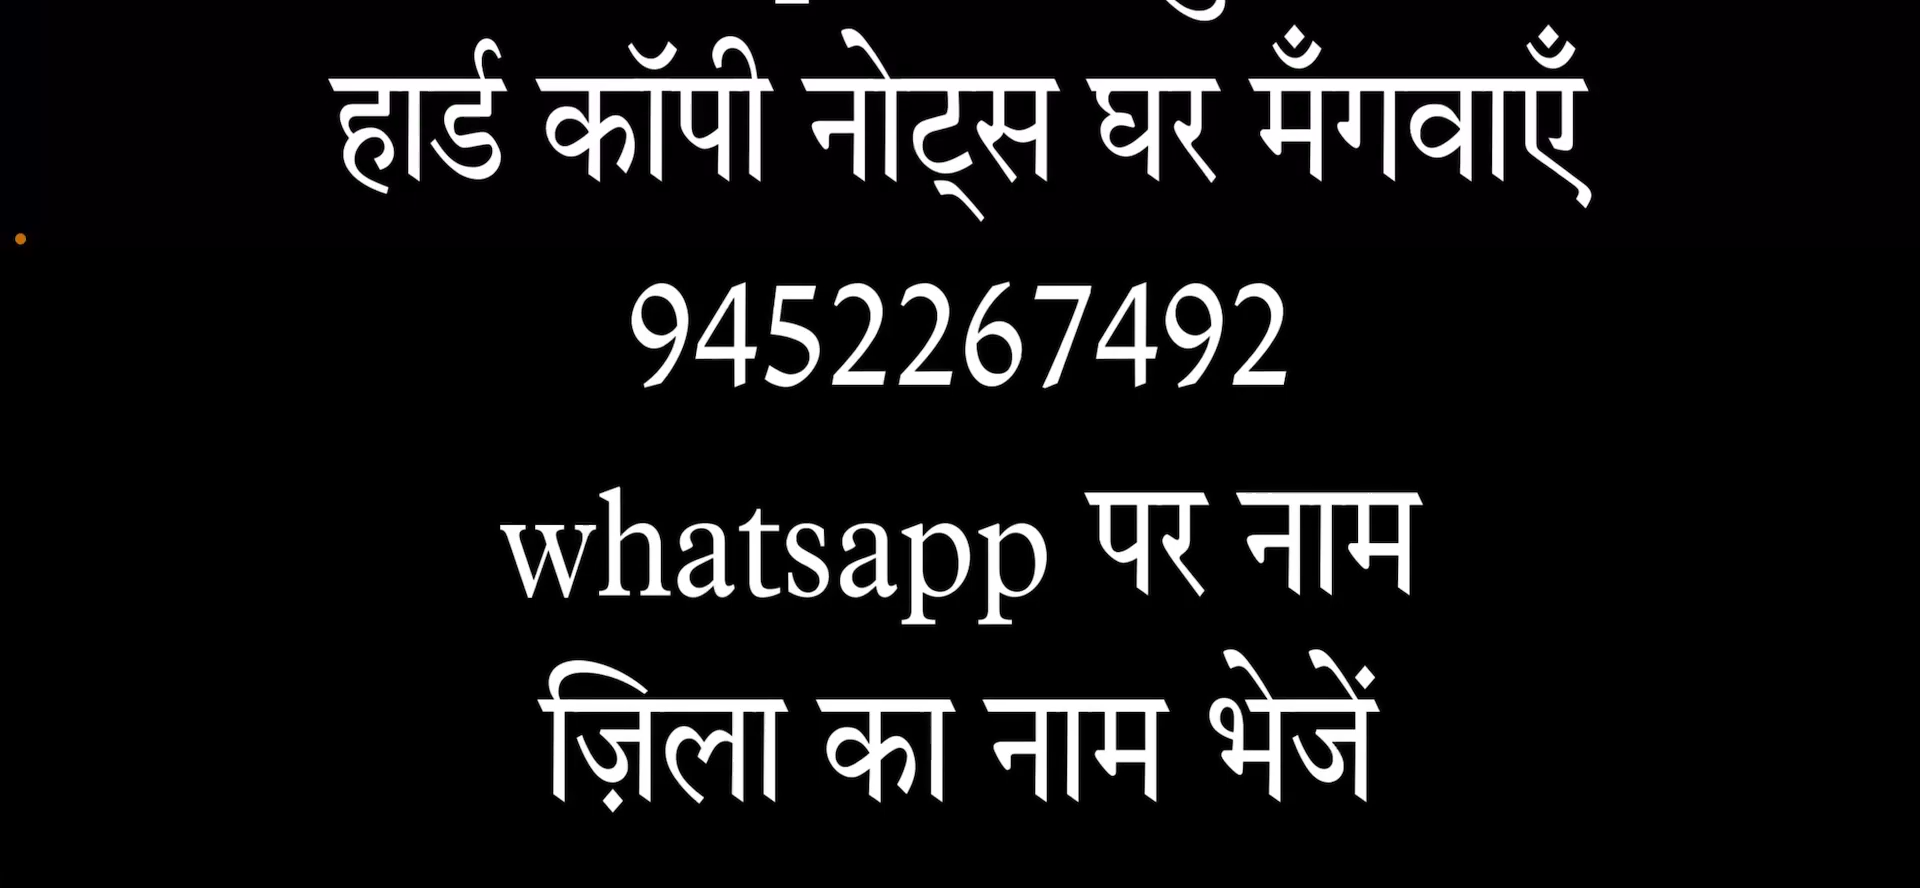 हार्ड कॉपी नोट्स घर मँगवाएँ
9452267492
whatsapp पर नाम
ज़िला का नाम भेजें